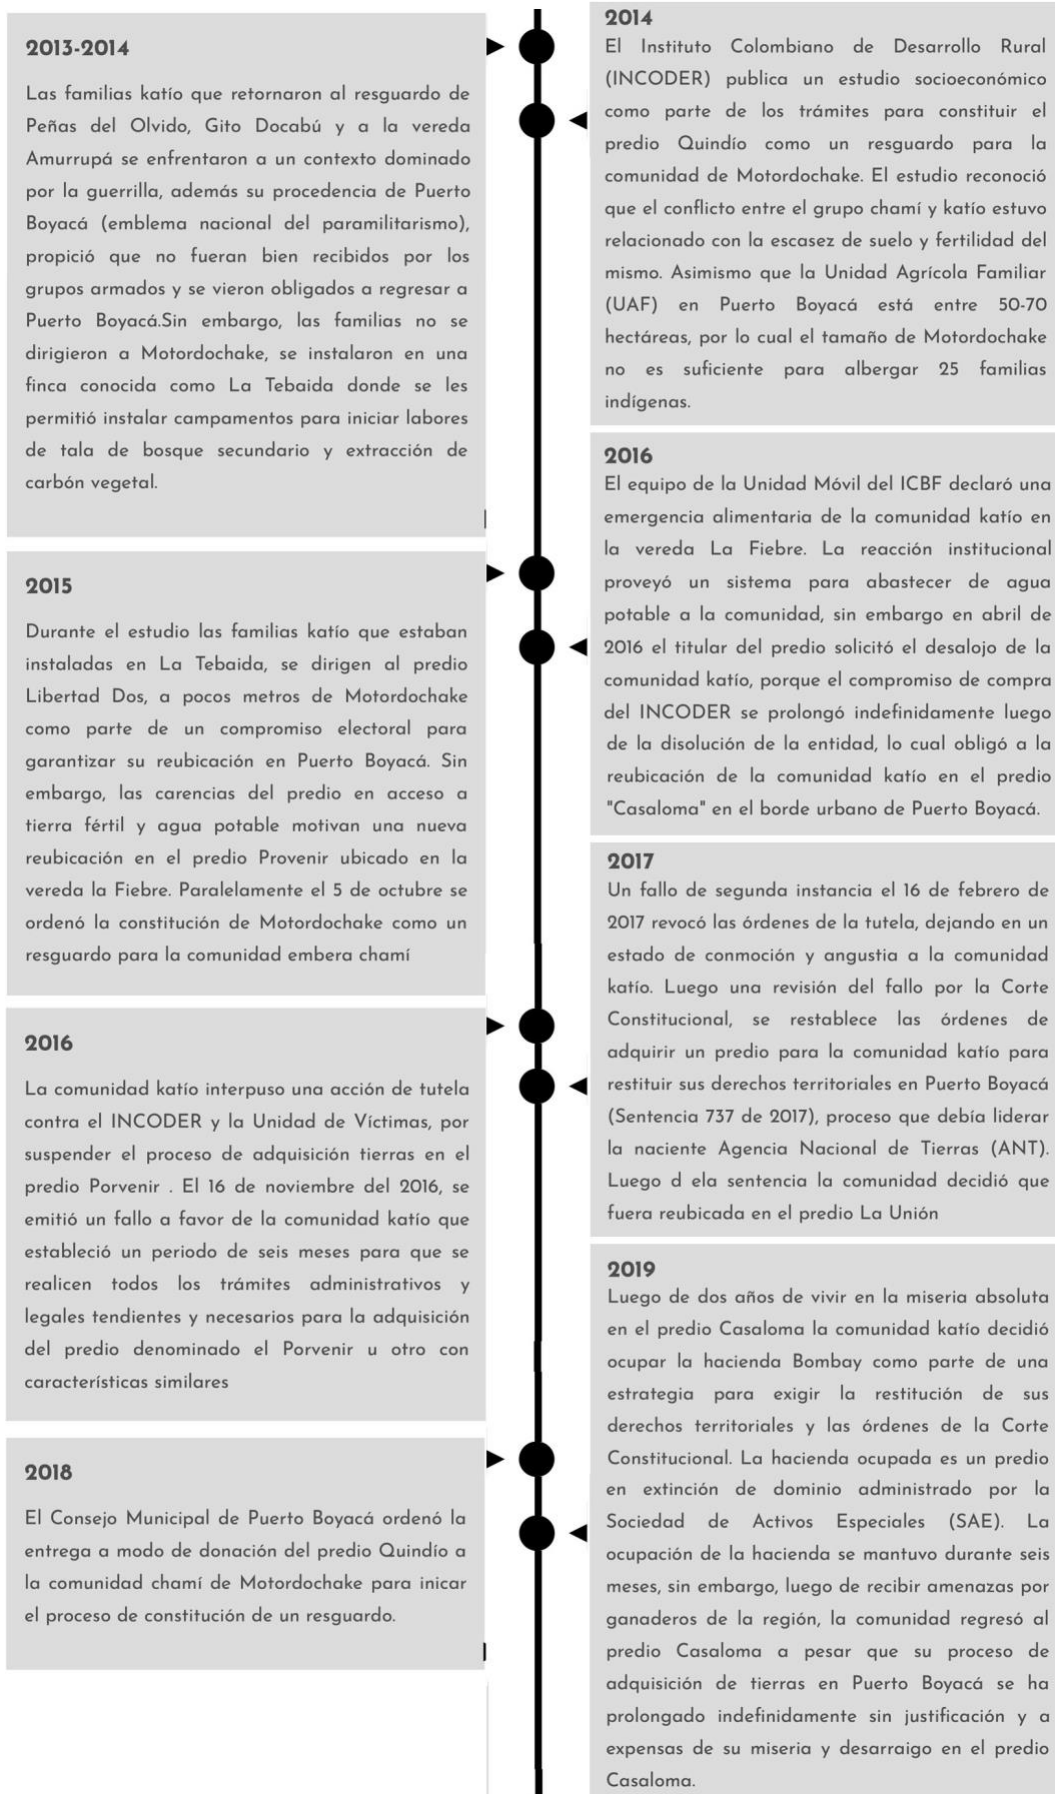 2013-2014
Las familias katío que retornaron al resguardo de
Peñas del Olvido, Gito Docabú y a la vereda
Amurrupá se enfrentaron a un contexto dominado
por la guerrilla, además su procedencia de Puerto
Boyacá (emblema nacional del paramilitarismo),
propició que no fueran bien recibidos por los
grupos armados y se vieron obligados a regresar a
Puerto Boyacá.Sin embargo, las familias no se
dirigieron a Motordochake, se instalaron en una
finca conocida como La Tebaida donde se les
permitió instalar campamentos para iniciar labores
de tala de bosque secundario y extracción de
carbón vegetal.
2014
El Instituto Colombiano de Desarrollo Rural
(INCODER) publica un estudio socioeconómico
como parte de los trámites para constituir el
predio Quindío como un resguardo para la
comunidad de Motordochake. El estudio reconoció
que el conflicto entre el grupo chamí y katío estuvo
relacionado con la escasez de suelo y fertilidad del
mismo. Asimismo que la Unidad Agrícola Familiar
(UAF) en Puerto Boyacá está entre 50-70
hectáreas, por lo cual el tamaño de Motordochake
no es suficiente para albergar 25 familias
indígenas.
2015
Durante el estudio las familias katío que estaban
instaladas en La Tebaida, se dirigen al predio
Libertad Dos, a pocos metros de Motordochake
como parte de un compromiso electoral para
garantizar su reubicación en Puerto Boyacá. Sin
embargo, las carencias del predio en acceso a
tierra fértil y agua potable motivan una nueva
reubicación en el predio Provenir ubicado en la
vereda la Fiebre. Paralelamente el 5 de octubre se
ordenó la constitución de Motordochake como un
resguardo para la comunidad embera chamí
2016
El equipo de la Unidad Móvil del ICBF declaró una
emergencia alimentaria de la comunidad katío en
la vereda La Fiebre. La reacción institucional
proveyó un sistema para abastecer de agua
potable a la comunidad, sin embargo en abril de
2016 el titular del predio solicitó el desalojo de la
comunidad katío, porque el compromiso de compra
del INCODER se prolongó indefinidamente luego
de la disolución de la entidad, lo cual obligó a la
reubicación de la comunidad katío en el predio
"Casaloma" en el borde urbano de Puerto Boyacá.
2016
La comunidad katío interpuso una acción de tutela
contra el INCODER y la Unidad de Víctimas, por
suspender el proceso de adquisición tierras en el
predio Porvenir . El 16 de noviembre del 2016, se
emitió un fallo a favor de la comunidad katío que
estableció un periodo de seis meses para que se
realicen todos los trámites administrativos y
legales tendientes y necesarios para la adquisición
del predio denominado el Porvenir u otro con
características similares
2017
Un fallo de segunda instancia el 16 de febrero de
2017 revocó las órdenes de la tutela, dejando en un
estado de conmoción y angustia a la comunidad
katío. Luego una revisión del fallo por la Corte
Constitucional, se restablece las órdenes de
adquirir un predio para la comunidad katío para
restituir sus derechos territoriales en Puerto Boyacá
(Sentencia 737 de 2017), proceso que debía liderar
la naciente Agencia Nacional de Tierras (ANT).
Luego d ela sentencia la comunidad decidió que
fuera reubicada en el predio La Unión
2018
El Consejo Municipal de Puerto Boyacá ordenó la
entrega a modo de donación del predio Quindío a
la comunidad chamí de Motordochake para inicar
el proceso de constitución de un resguardo.
2019
Luego de dos años de vivir en la miseria absoluta
en el predio Casaloma la comunidad katío decidió
ocupar la hacienda Bombay como parte de una
estrategia para exigir la restitución de sus
derechos territoriales y las órdenes de la Corte
Constitucional. La hacienda ocupada es un predio
en extinción de dominio administrado por la
Sociedad de Activos Especiales (SAE). La
ocupación de la hacienda se mantuvo durante seis
meses, sin embargo, luego de recibir amenazas por
ganaderos de la región, la comunidad regresó al
predio Casaloma a pesar que su proceso de
adquisición de tierras en Puerto Boyacá se ha
prolongado indefinidamente sin justificación y a
expensas de su miseria y desarraigo en el predio
Casaloma.